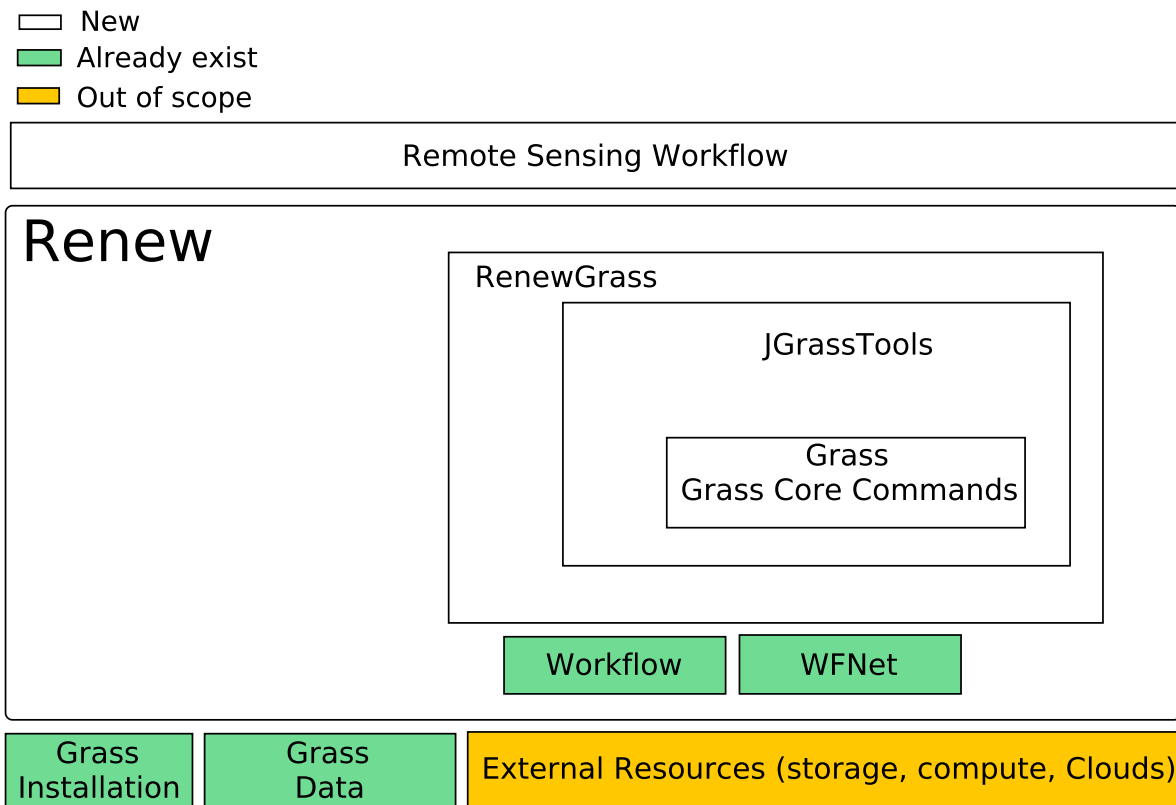 New
Already exist
Out of scope
Remote Sensing Workflow
Renew
RenewGrass
JGrassTools
Grass
Grass Core Commands
Workflow
WFNet
Grass
Installation
Grass
Data
External Resources (storage, compute, Clouds)